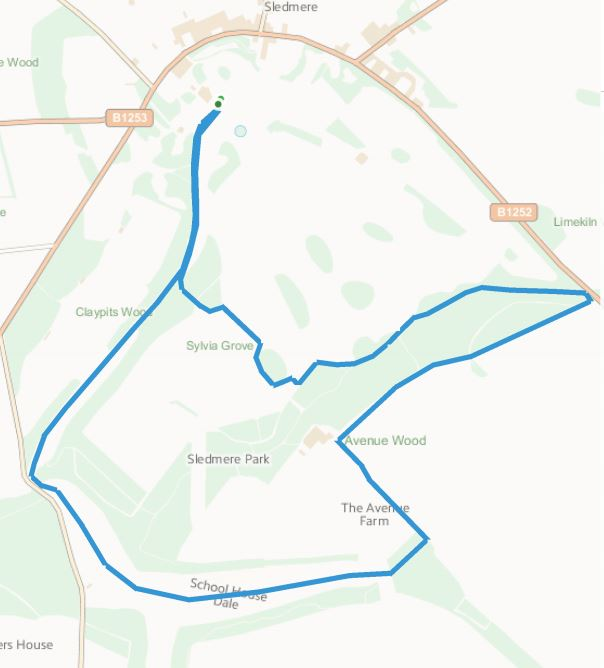 Sledmere
e Wood
B1253
B1252
e
Limekiln
Claypits Wood
Sylvia Grove
Avenue Wood
Sledmere Park
The Avenue
Farm
School House
Dale
ers House